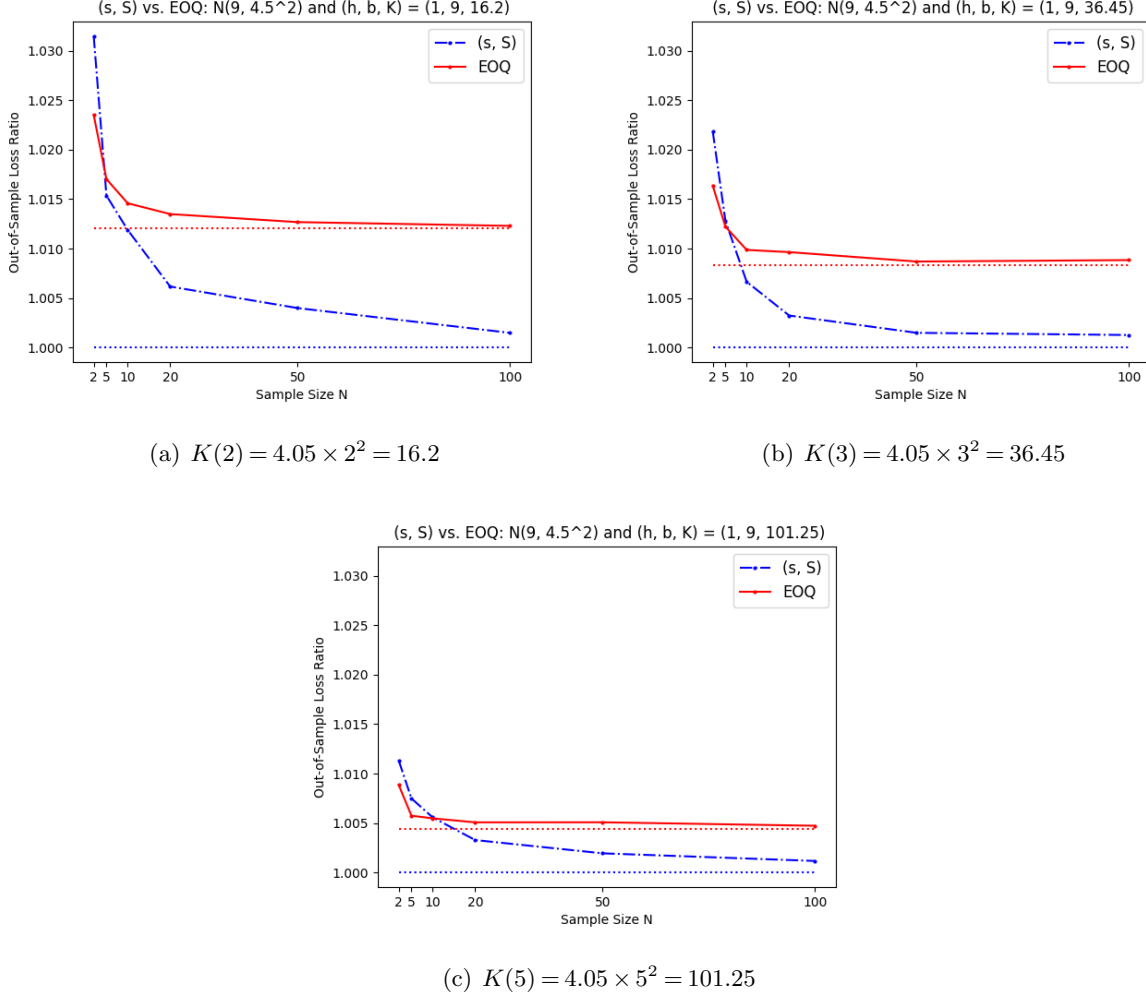 (s, S) vs. EOQ: N(9, 4.5^2) and (h, b, K) = (1, 9, 16.2)
(s, S)
EOQ
Out-of-Sample Loss Ratio
1.030
1.025
1.020
1.015
1.010
1.005
1.000
2 5 10 20 50 100
Sample Size N
(a) K(2) = 4.05 × 2² = 16.2
(s, S) vs. EOQ: N(9, 4.5^2) and (h, b, K) = (1, 9, 36.45)
(s, S)
EOQ
Out-of-Sample Loss Ratio
1.030
1.025
1.020
1.015
1.010
1.005
1.000
2 5 10 20 50 100
Sample Size N
(b) K(3) = 4.05 × 3² = 36.45
(s, S) vs. EOQ: N(9, 4.5^2) and (h, b, K) = (1, 9, 101.25)
(s, S)
EOQ
Out-of-Sample Loss Ratio
1.030
1.025
1.020
1.015
1.010
1.005
1.000
2 5 10 20 50 100
Sample Size N
(c) K(5) = 4.05 × 5² = 101.25